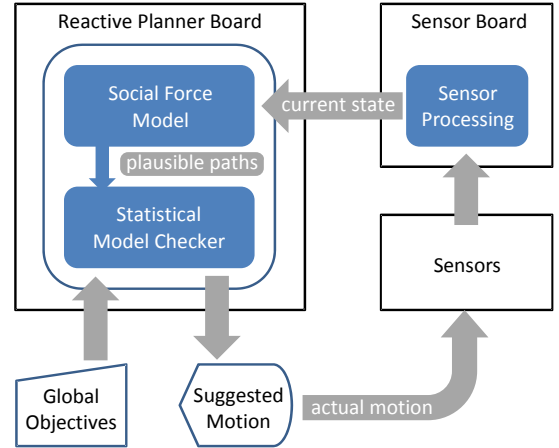 Reactive Planner Board
Sensor Board
Social Force
Model
current state
Sensor
Processing
plausible paths
Statistical
Model Checker
Sensors
Global
Objectives
Suggested
Motion
actual motion